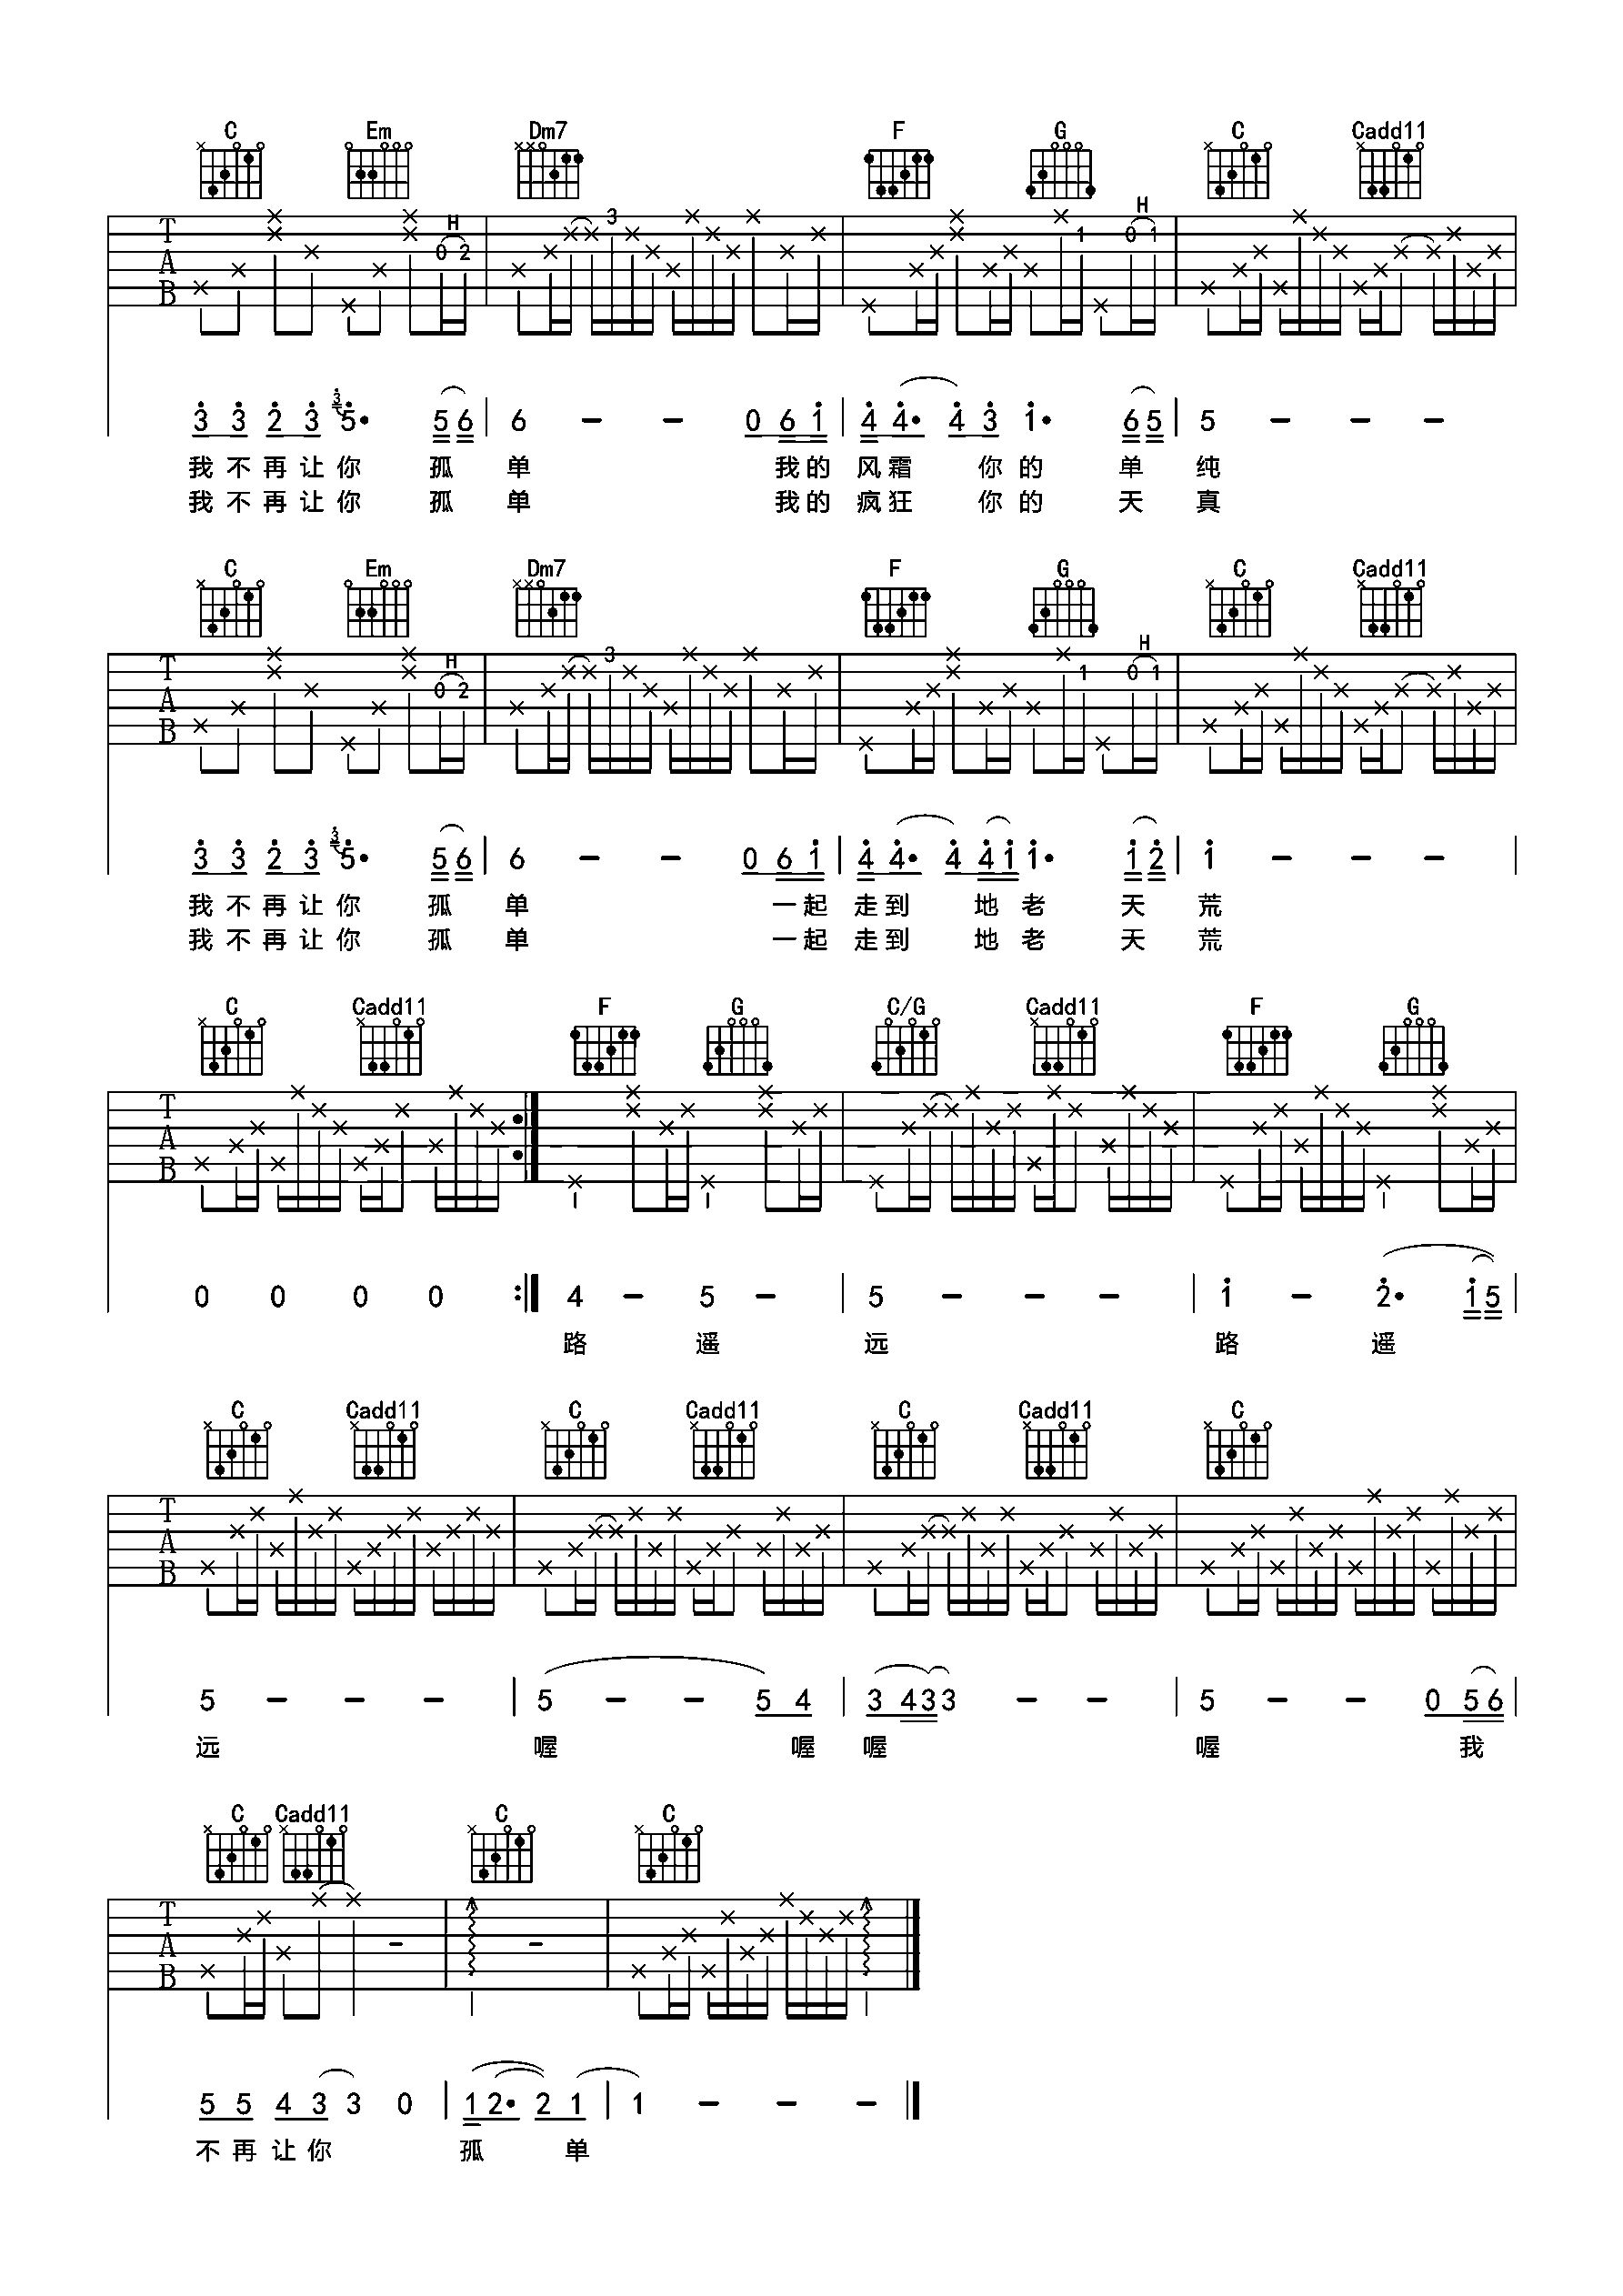 C Em Dm7 F G C Cadd11
H 3 H
T A B 0 2 1 0 1
3 3 2 3 3 5· 5 6 | 6 - - 0 6 1 | 4 4· 4 3 1· 6 5 | 5 - - -
我 不 再 让 你 孤 单 我 的 风 霜 你 的 单 纯
我 不 再 让 你 孤 单 我 的 疯 狂 你 的 天 真
C Em Dm7 F G C Cadd11
H 3 H
T A B 0 2 1 0 1
3 3 2 3 3 5· 5 6 | 6 - - 0 6 1 | 4 4· 4 4 1 1· 1 2 | 1 - - - |
我 不 再 让 你 孤 单 一 起 走 到 地 老 天 荒
我 不 再 让 你 孤 单 一 起 走 到 地 老 天 荒
C Cadd11 F G C/G Cadd11 F G
T A B
0 0 0 0 :| 4 - 5 - | 5 - - - | 1 - 2· 1 5 |
路 遥 远 路 遥
C Cadd11 C Cadd11 C Cadd11 C
T A B
5 - - - | 5 - - 5 4 | 3 4 3 3 - - | 5 - - 0 5 6 |
远 喔 喔 喔 喔 我
C Cadd11 C C
T A B
5 5 4 3 3 0 | 1 2· 2 1 | 1 - - - |
不 再 让 你 孤 单